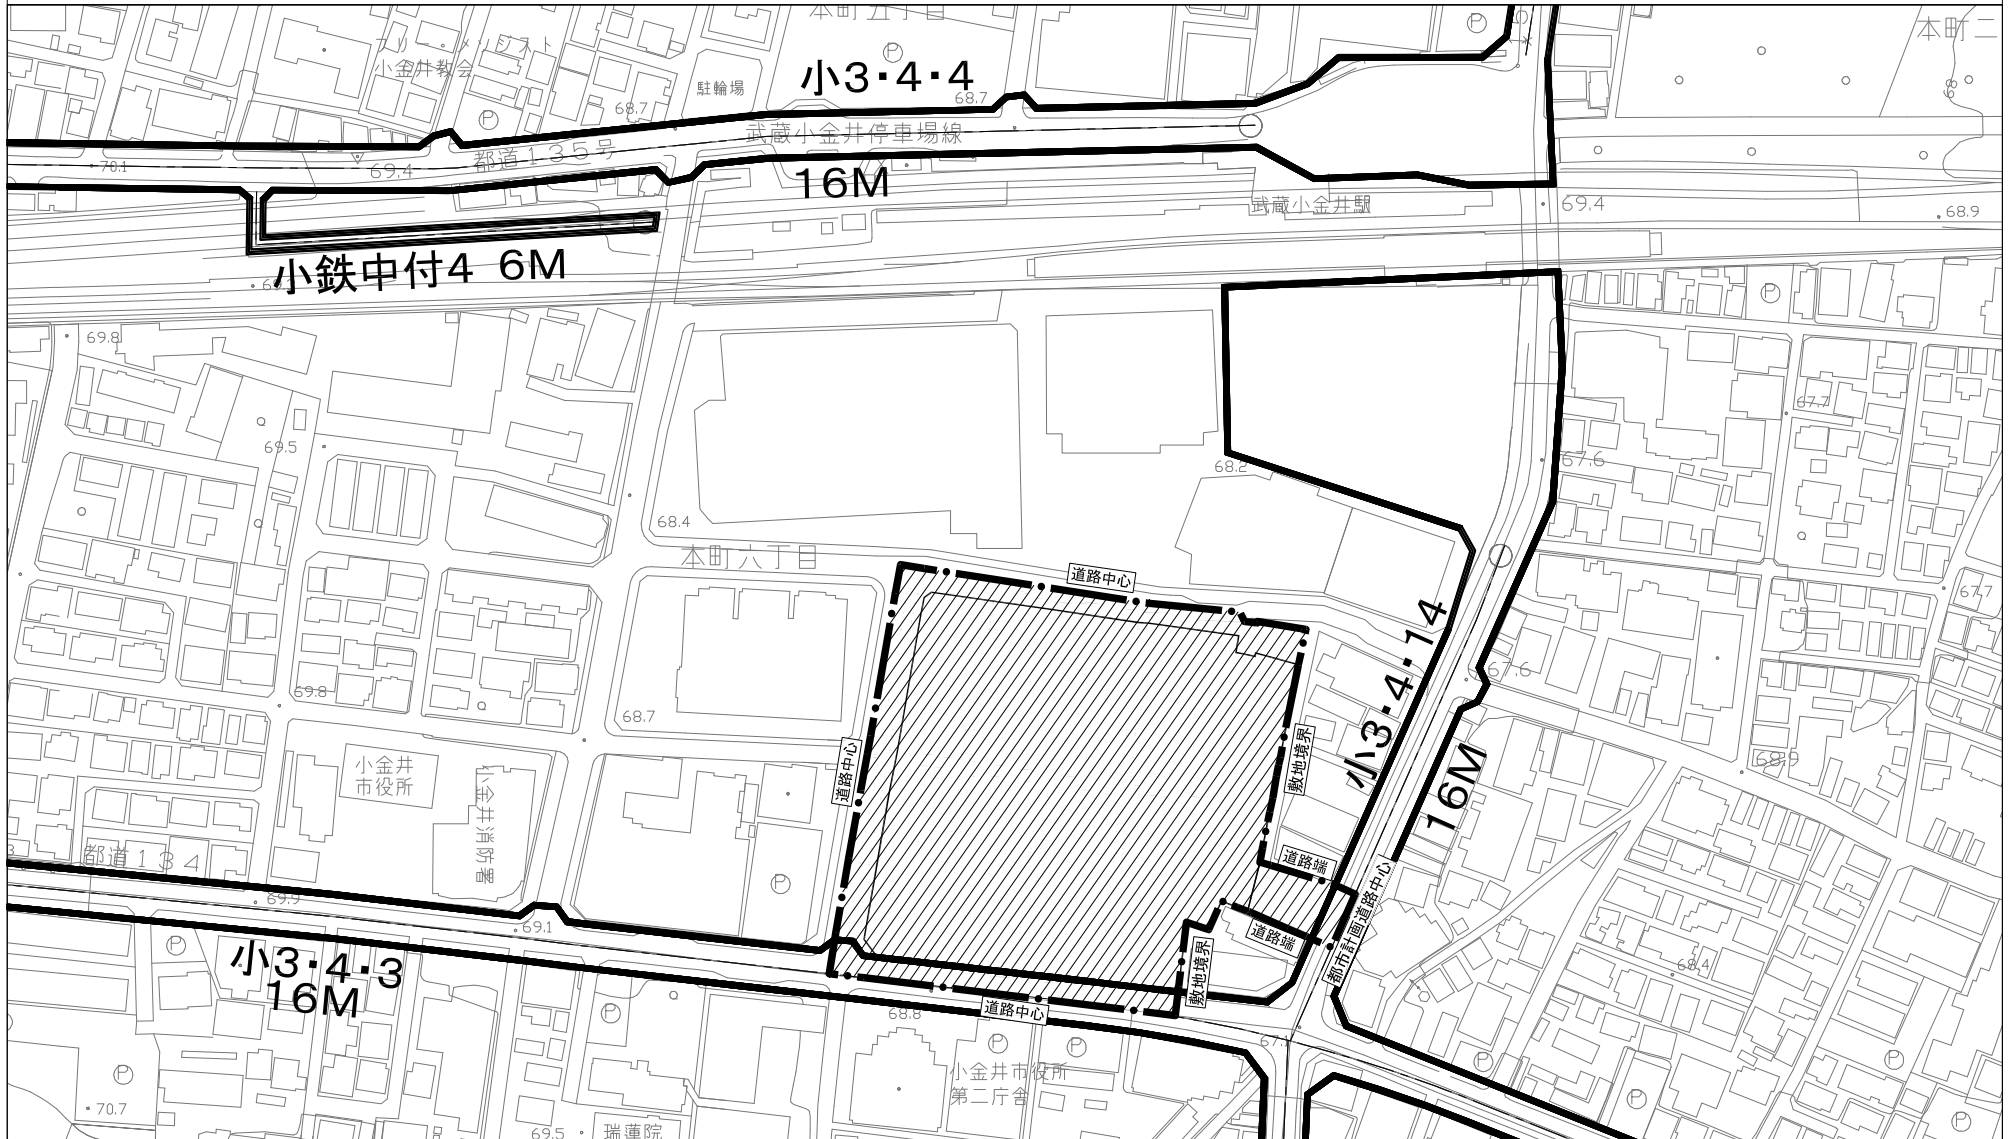 本町五丁目
P
P
本町二
フリー・メソジスト
小金井教会
小3・4・4
駐輪場
68.7
68.7
68
P
武蔵小金井停車場線
都道135号
70.1
69.4
16M
武蔵小金井駅
69.4
68.9
小鉄中付4 6M
P
69.8
67.7
69.5
68.2
67.6
68.4
本町六丁目
道路中心
67.7
小3・4・14
67.6
69.8
68.7
敷地境界
道路中心
16M
68.9
小金井
市役所
小金井消防署
都道134
道路端
P
69.9
都市計画道路中心
69.1
道路端
P
小3・4・3
16M
敷地境界
68.4
道路中心
68.8
P
67.1
P
P
P
P
P
小金井市役所
第二庁舎
P
P
70.7
P
69.5
瑞蓮院